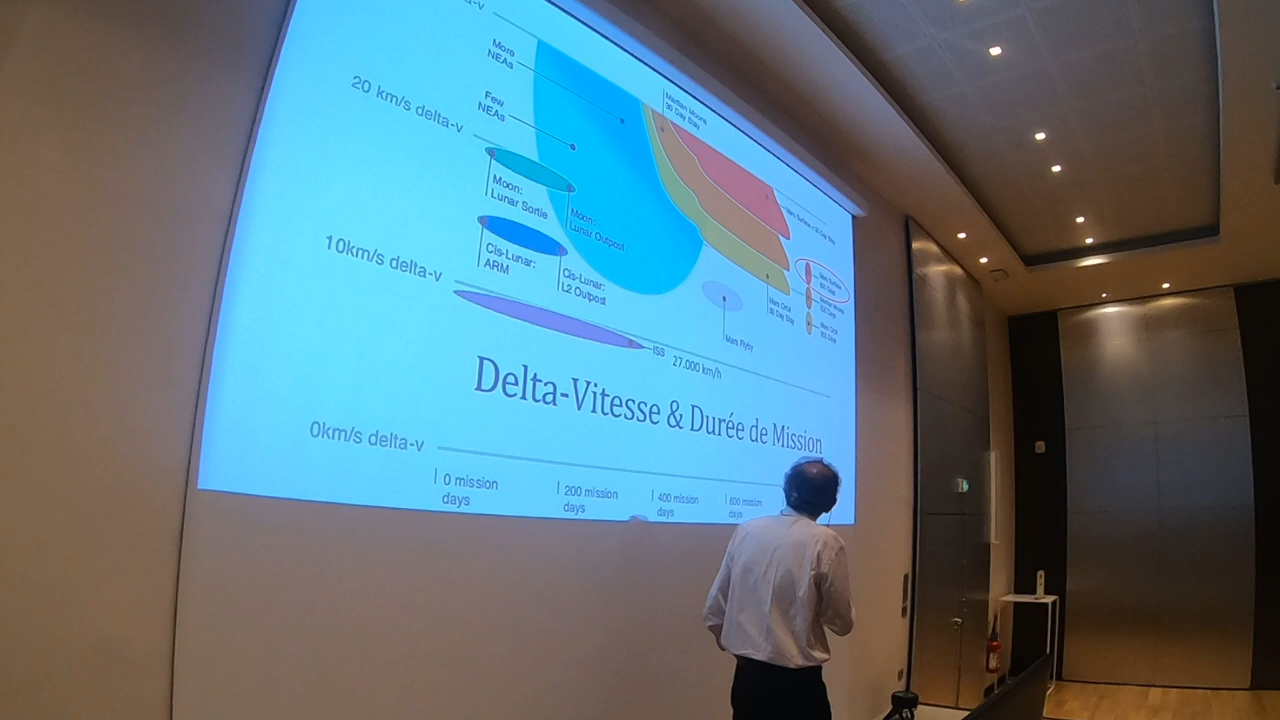 More
NEAs
Few
NEAs
20 km/s delta-v
Martian Moons
30 Day Stay
Moon:
Lunar Sortie
Moon:
Lunar Outpost
Cis-Lunar:
ARM
Cis-Lunar:
L2 Outpost
10km/s delta-v
Mars Orbit
30 Day Stay
Mars Flyby
ISS
27.000 km/h
Delta-Vitesse & Durée de Mission
0km/s delta-v
0 mission
days
200 mission
days
400 mission
days
600 mission
days